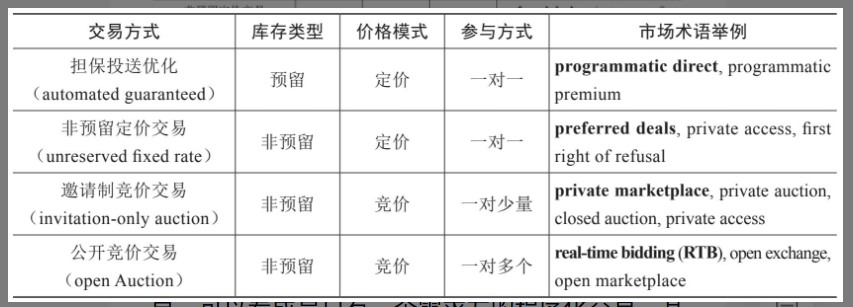 交易方式 库存类型 价格模式 参与方式 市场术语举例
担保投送优化
（automated guaranteed） 预留 定价 一对一 programmatic direct, programmatic
premium
非预留定价交易
（unreserved fixed rate） 非预留 定价 一对一 preferred deals, private access, first
right of refusal
邀请制竞价交易
（invitation-only auction） 非预留 竞价 一对少量 private marketplace, private auction,
closed auction, private access
公开竞价交易
（open Auction） 非预留 竞价 一对多个 real-time bidding (RTB), open exchange,
open marketplace